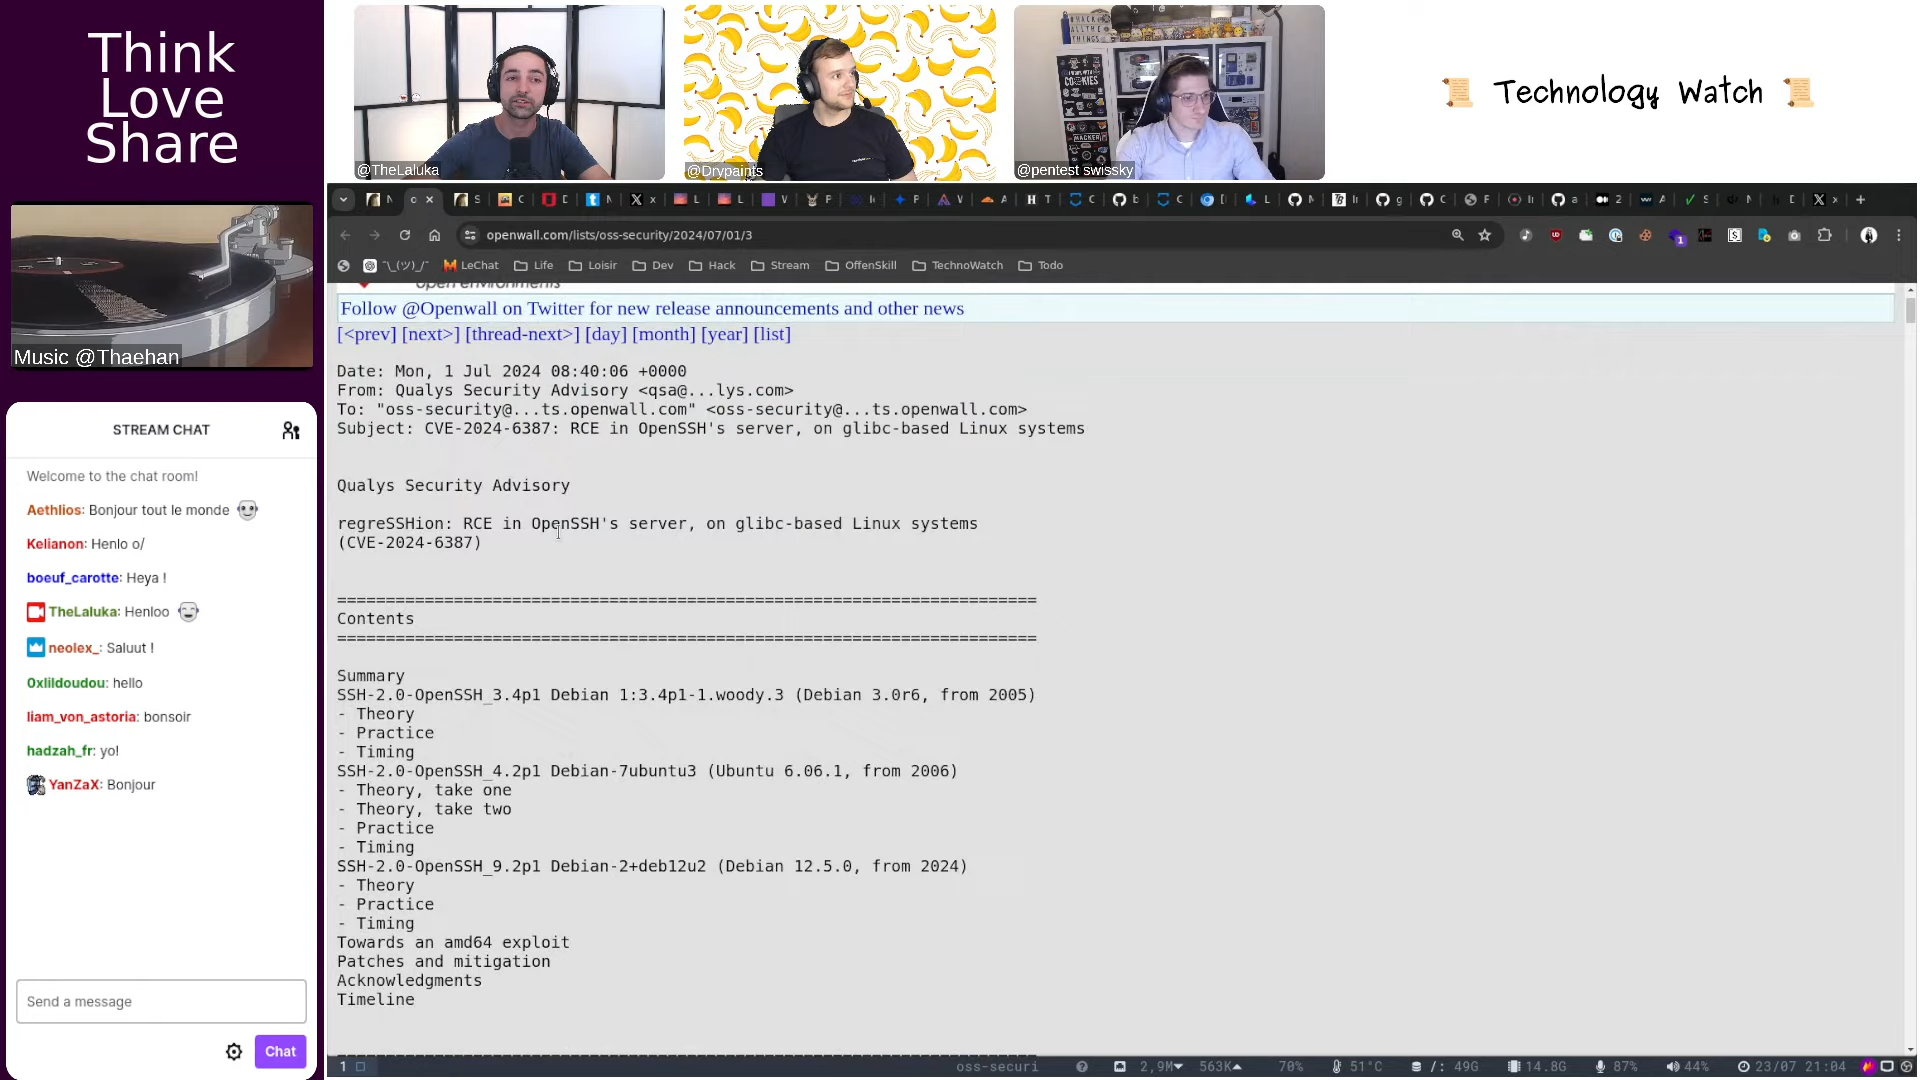 Think
Love
Share
@TheLaluka
@Drypaints
@pentest swissky
📜 Technology Watch 📜
openwall.com/lists/oss-security/2024/07/01/3
¯\_(ツ)_/¯ LeChat Life Loisir Dev Hack Stream OffenSkill TechnoWatch Todo
open environments
Follow @Openwall on Twitter for new release announcements and other news
[<prev] [next>] [thread-next>] [day] [month] [year] [list]
Date: Mon, 1 Jul 2024 08:40:06 +0000
From: Qualys Security Advisory <qsa@...lys.com>
To: "oss-security@...ts.openwall.com" <oss-security@...ts.openwall.com>
Subject: CVE-2024-6387: RCE in OpenSSH's server, on glibc-based Linux systems
Qualys Security Advisory
regreSSHion: RCE in OpenSSH's server, on glibc-based Linux systems
(CVE-2024-6387)
========================================================================
Contents
========================================================================
Summary
SSH-2.0-OpenSSH_3.4p1 Debian 1:3.4p1-1.woody.3 (Debian 3.0r6, from 2005)
- Theory
- Practice
- Timing
SSH-2.0-OpenSSH_4.2p1 Debian-7ubuntu3 (Ubuntu 6.06.1, from 2006)
- Theory, take one
- Theory, take two
- Practice
- Timing
SSH-2.0-OpenSSH_9.2p1 Debian-2+deb12u2 (Debian 12.5.0, from 2024)
- Theory
- Practice
- Timing
Towards an amd64 exploit
Patches and mitigation
Acknowledgments
Timeline
Music @Thaehan
STREAM CHAT
Welcome to the chat room!
Aethlios: Bonjour tout le monde
Kelianon: Henlo o/
boeuf_carotte: Heya !
TheLaluka: Henloo
neolex_: Saluut !
0xlildoudou: hello
liam_von_astoria: bonsoir
hadzah_fr: yo!
YanZaX: Bonjour
Send a message
Chat
1 oss-securi 2,9M 563K 70% 51°C /: 49G 14.8G 87% 44% 23/07 21:04